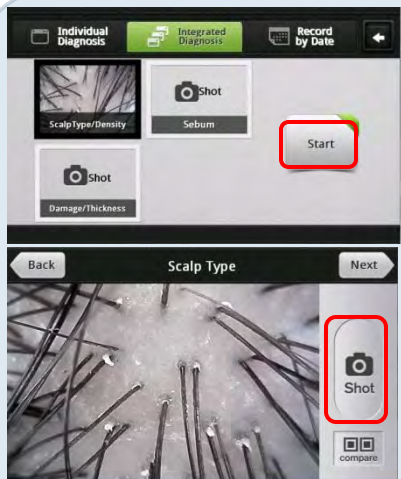 Individual
Diagnosis
Integrated
Diagnosis
Record
by Date
Shot
ScalpType/Density
Sebum
Start
Shot
Damage/Thickness
Back
Scalp Type
Next
Shot
compare